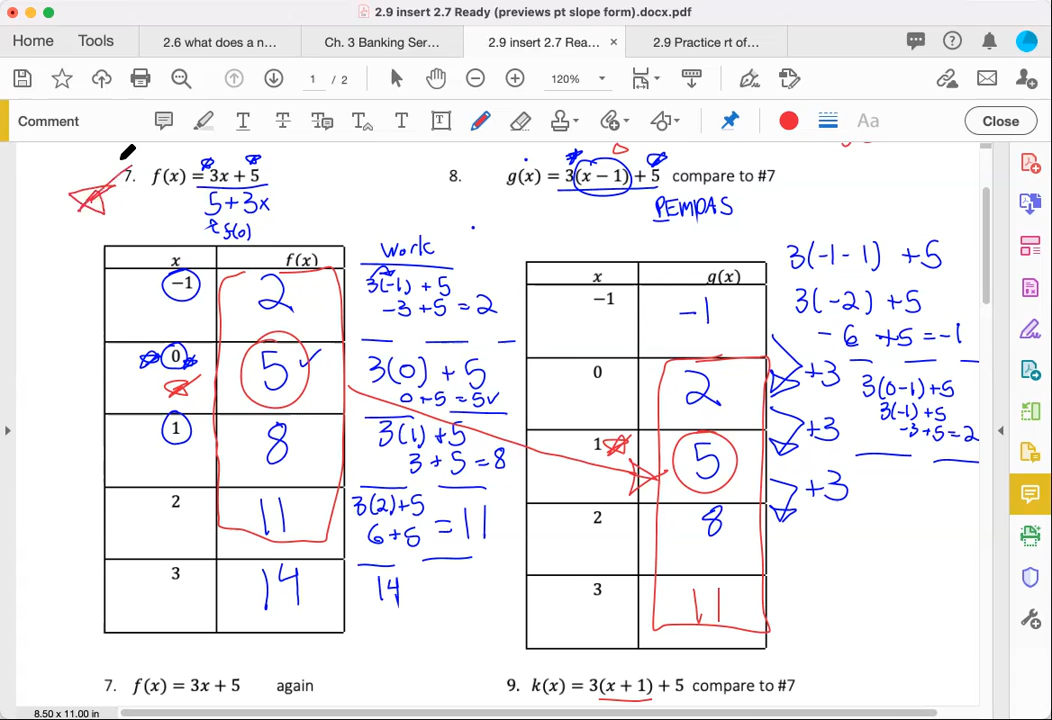 2.9 insert 2.7 Ready (previews pt slope form).docx.pdf
Home Tools 2.6 what does a n... Ch. 3 Banking Ser... 2.9 insert 2.7 Rea... × 2.9 Practice rt of...
1 / 2 120%
Comment Aa Close
7. f(x) = 3x + 5
5 + 3x
f(0)
8. g(x) = 3(x − 1) + 5 compare to #7
PEMPAS
x f(x)
−1 2
0 5
1 8
2 11
3 14
Work
3(-1) + 5
-3 + 5 = 2
3(0) + 5
0 + 5 = 5
3(1) + 5
3 + 5 = 8
3(2) + 5
6 + 5 = 11
14
x g(x)
−1 -1
0 2
1 5
2 8
3 11
+3
+3
+3
3(-1-1) + 5
3(-2) + 5
-6 + 5 = -1
3(0-1) + 5
3(-1) + 5
-3 + 5 = 2
7. f(x) = 3x + 5 again
9. k(x) = 3(x + 1) + 5 compare to #7
8.50 x 11.00 in